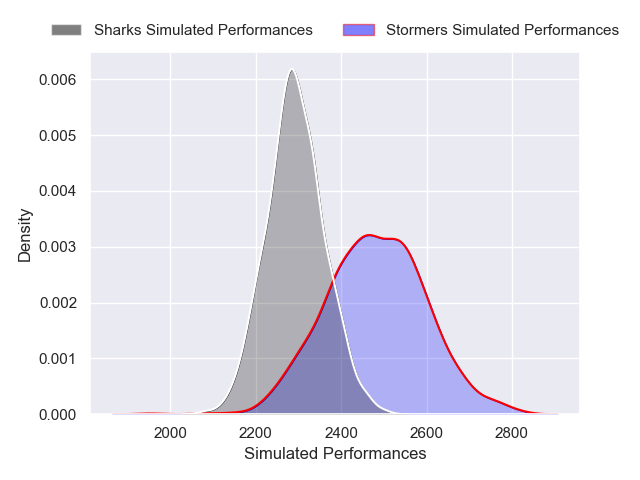 Sharks Simulated Performances Stormers Simulated Performances
0.006
0.005
0.004
0.003
0.002
0.001
0.000
Density
2000 2200 2400 2600 2800
Simulated Performances